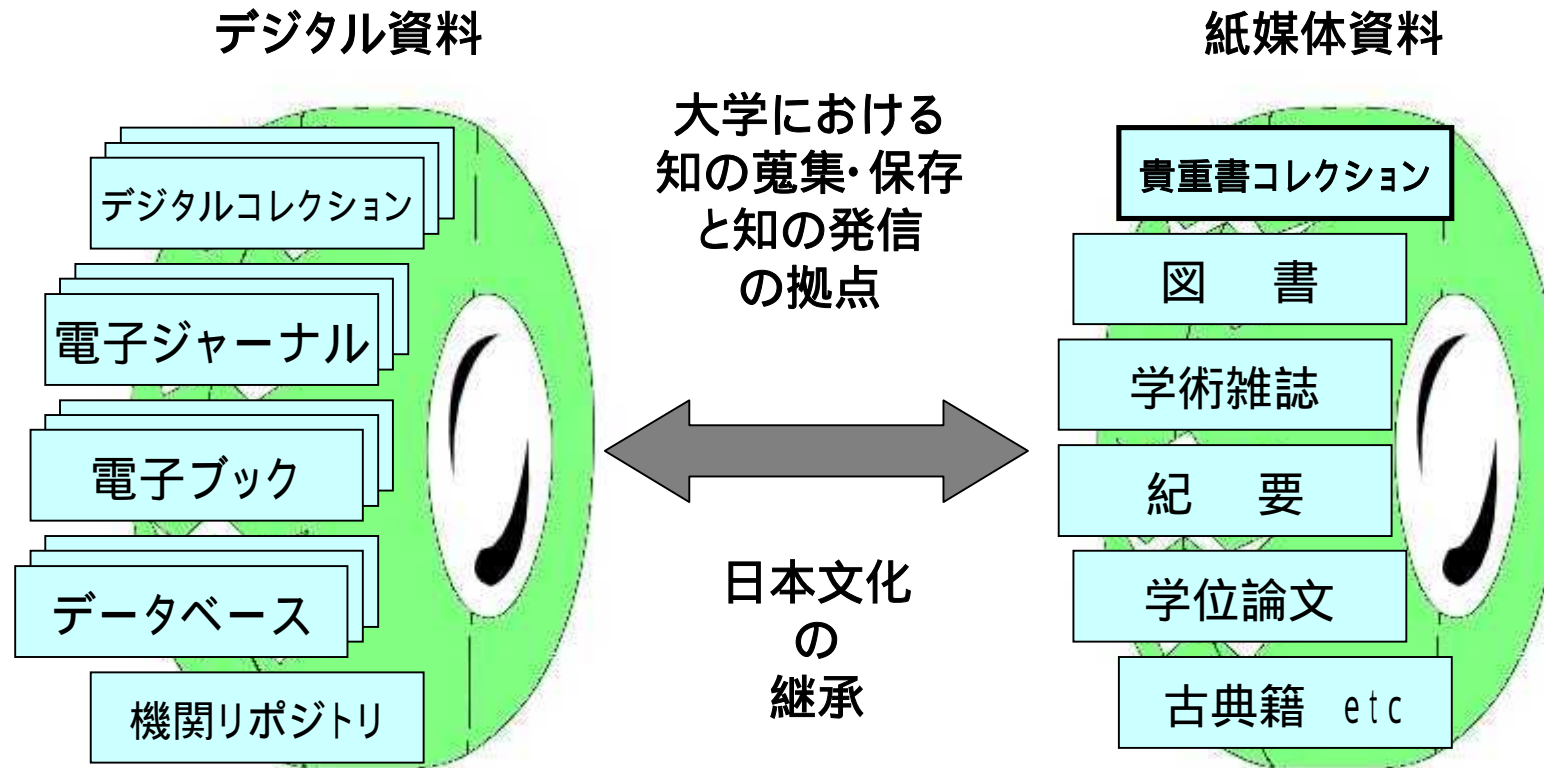 デジタル資料
デジタルコレクション
電子ジャーナル
電子ブック
データベース
機関リポジトリ
大学における
知の蒐集・保存
と知の発信
の拠点
日本文化
の
継承
紙媒体資料
貴重書コレクション
図　書
学術雑誌
紀　要
学位論文
古典籍　etc